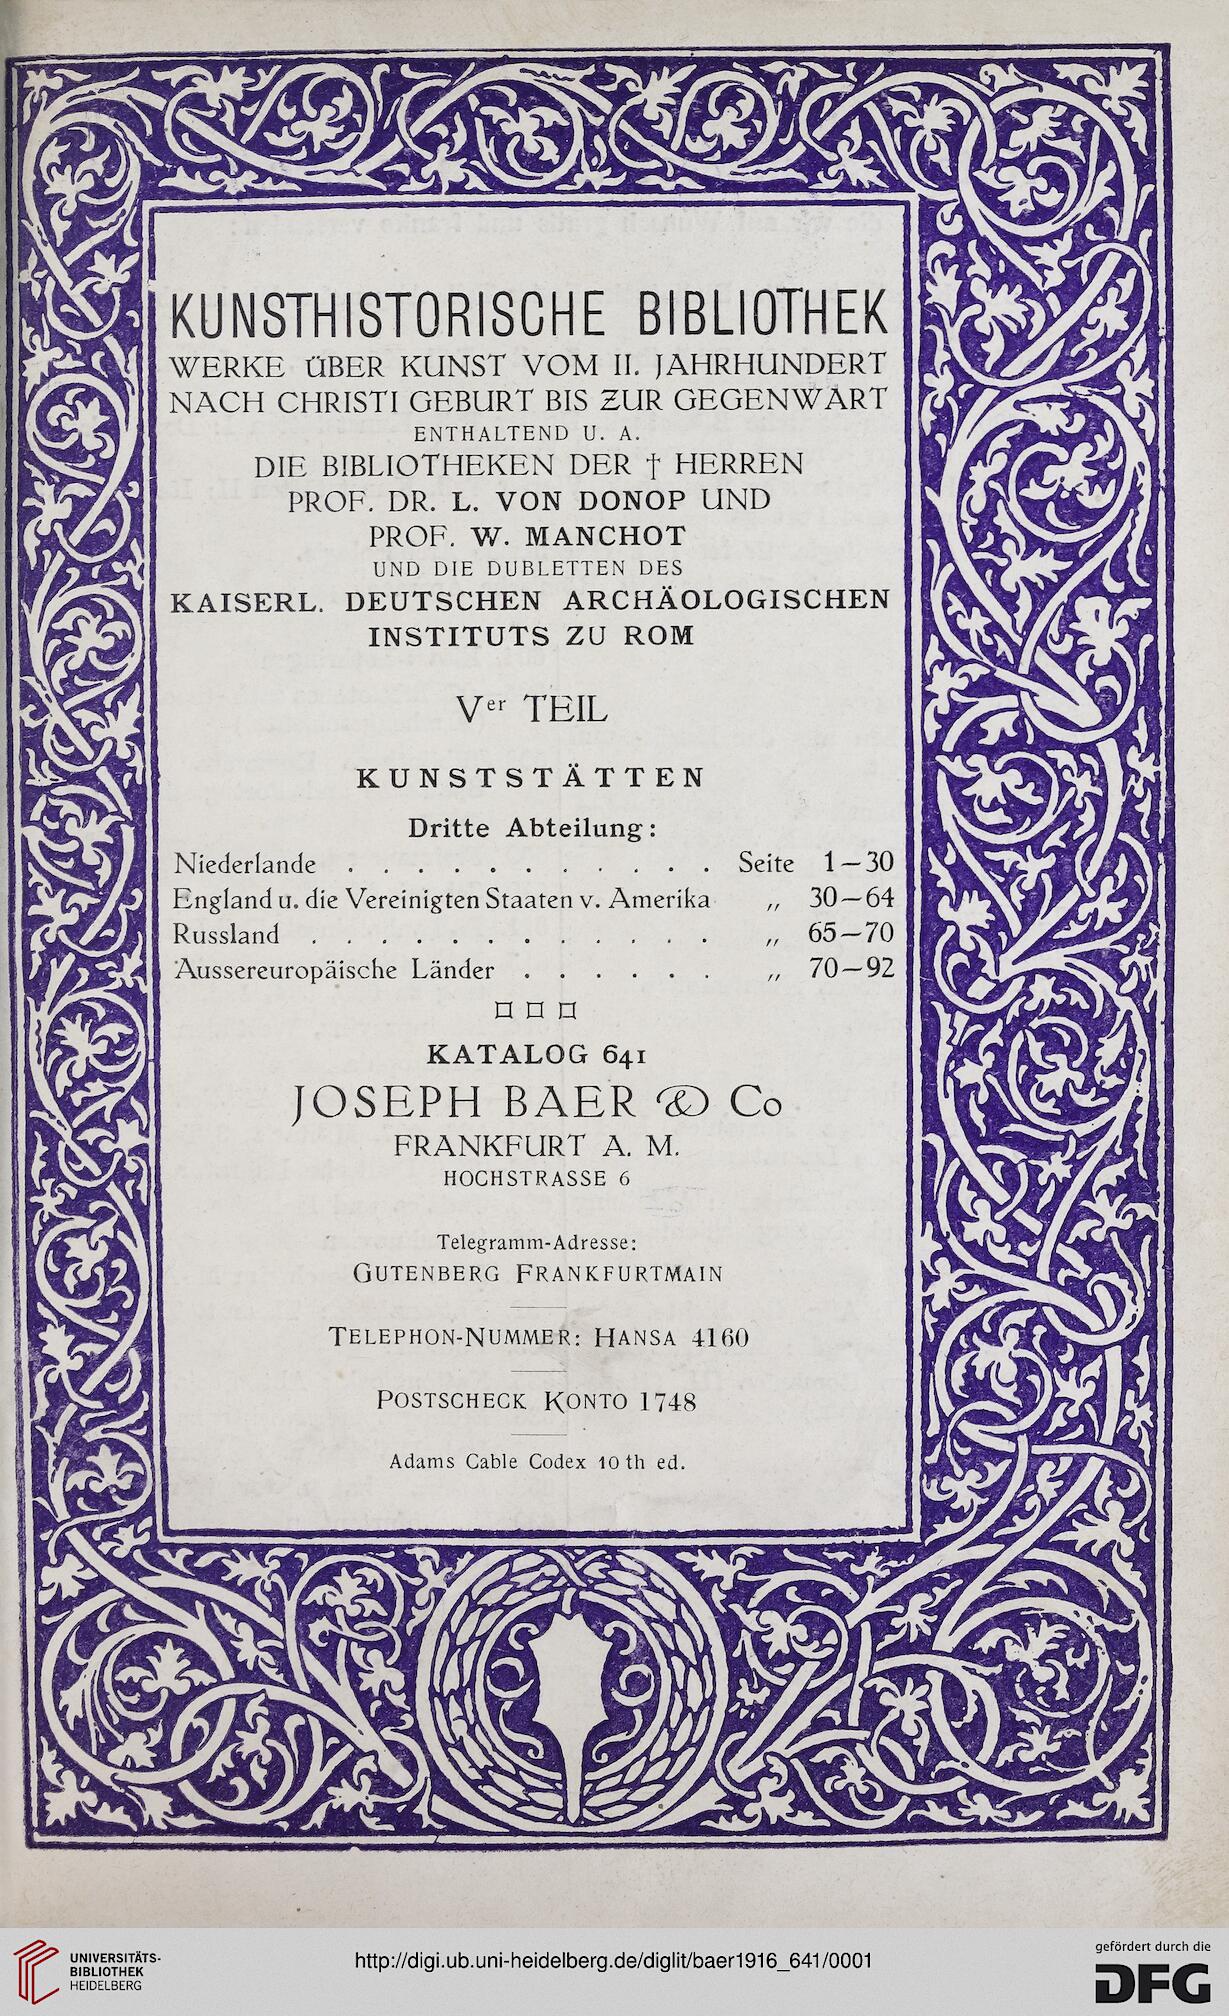 KUNSTHISTORISCHE BIBLIOTHEK
WERKE ÜBER KUNST VOM II. JAHRHUNDERT
NACH CHRISTI GEBURT BIS ZUR GEGENWART
ENTHALTEND U. A.
DIE BIBLIOTHEKEN DER † HERREN
PROF. DR. L. VON DONOP UND
PROF. W. MANCHOT
UND DIE DUBLETTEN DES
KAISERL. DEUTSCHEN ARCHÄOLOGISCHEN
INSTITUTS ZU ROM
Ver TEIL
KUNSTSTÄTTEN
Dritte Abteilung:
Niederlande . . . . . . . . . . . Seite 1—30
England u. die Vereinigten Staaten v. Amerika „ 30—64
Russland . . . . . . . . . . . . „ 65—70
Aussereuropäische Länder . . . . . . „ 70—92
KATALOG 641
JOSEPH BAER & Co
FRANKFURT A. M.
HOCHSTRASSE 6
Telegramm-Adresse:
GUTENBERG FRANKFURTMAIN
TELEPHON-NUMMER: HANSA 4160
POSTSCHECK KONTO 1748
Adams Cable Codex 10 th ed.
UNIVERSITÄTS-
BIBLIOTHEK
HEIDELBERG
http://digi.ub.uni-heidelberg.de/diglit/baer1916_641/0001
gefördert durch die
DFG